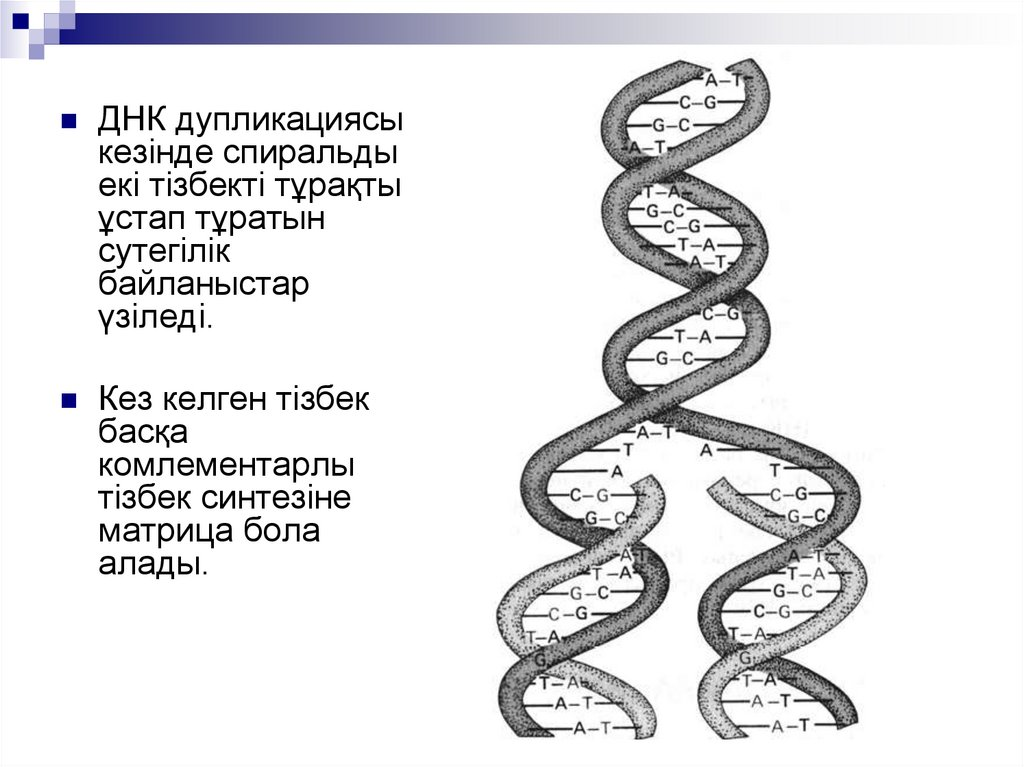 ДНК дупликациясы
кезінде спиральды
екі тізбекті тұрақты
ұстап тұратын
сутегілік
байланыстар
үзіледі.
Кез келген тізбек
басқа
комлементарлы
тізбек синтезіне
матрица бола
алады.
A–T
C–G
G–C
A–T
T–A
G–C
C–G
T–A
A–T
C–G
T–A
G–C
A–T
T
A
A
T
C–G
C–G
G–C
G–C
A–T
A–T
T–A
T–A
G–C
G–C
C–G
C–G
T–A
T–A
G
G
T–A
T–A
A–T
A–T
A–T
A–T